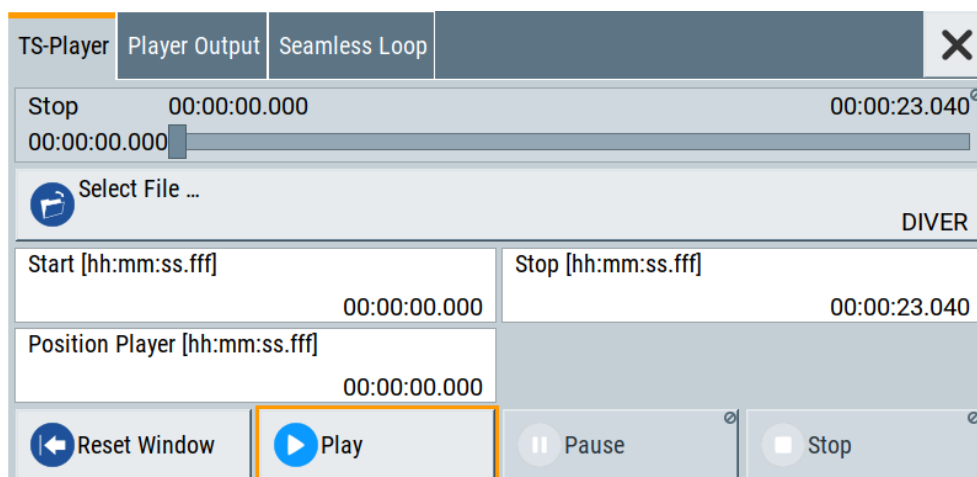 TS-Player Player Output Seamless Loop
Stop 00:00:00.000 00:00:23.040
00:00:00.000
Select File ...
DIVER
Start [hh:mm:ss.fff] Stop [hh:mm:ss.fff]
00:00:00.000 00:00:23.040
Position Player [hh:mm:ss.fff]
00:00:00.000
Reset Window Play Pause Stop